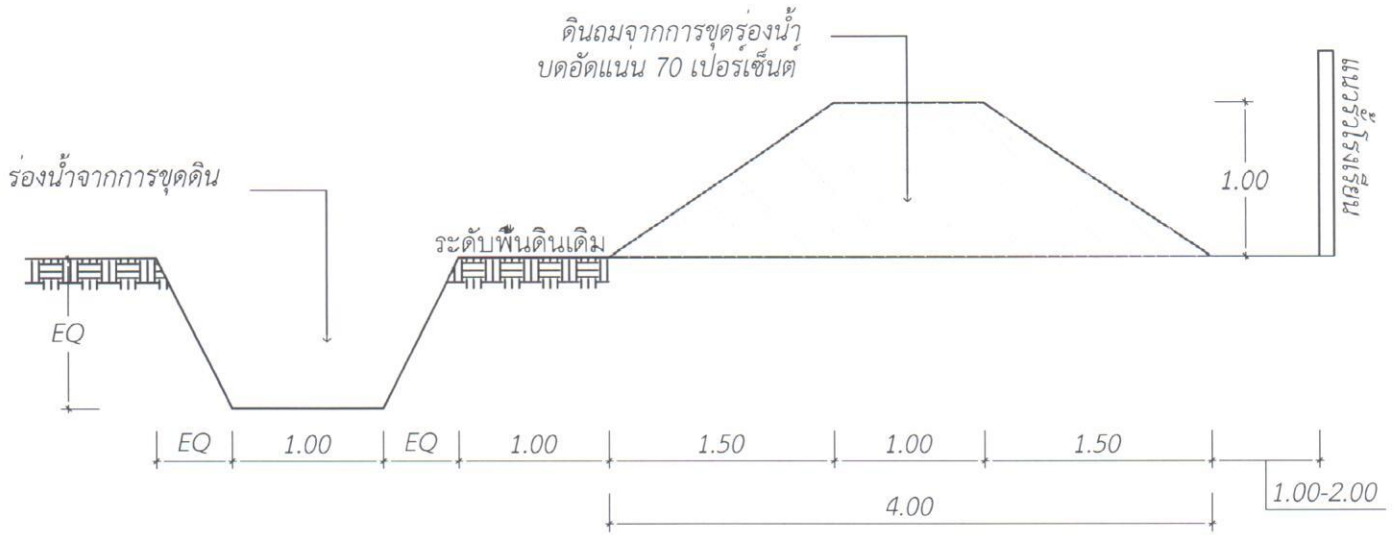 ดินถมจากการขุดร่องน้ำ
บดอัดแน่น 70 เปอร์เซ็นต์
แนวรั้วโรงเรียน
1.00
ร่องน้ำจากการขุดดิน
ระดับพื้นดินเดิม
EQ
EQ
1.00
EQ
1.00
1.50
1.00
1.50
1.00-2.00
4.00